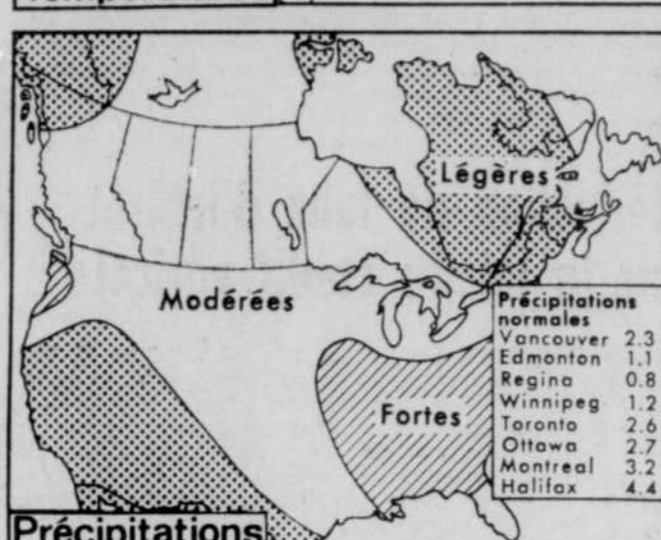 Légères
Modérées
Fortes
Précipitations
normales
Vancouver 2.3
Edmonton 1.1
Regina 0.8
Winnipeg 1.2
Toronto 2.6
Ottawa 2.7
Montreal 3.2
Halifax 4.4
Précipitations